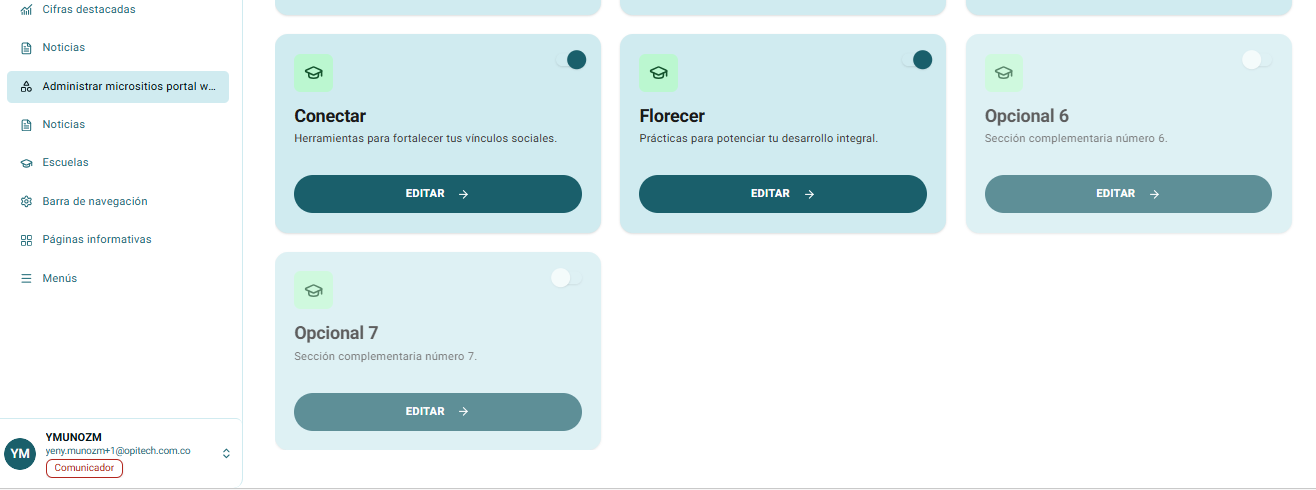 Cifras destacadas
Noticias
Administrar micrositios portal w...
Noticias
Escuelas
Barra de navegación
Páginas informativas
Menús
YM
YMUNOZM
yeny.munozm+1@opitech.com.co
Comunicador
Conectar
Herramientas para fortalecer tus vínculos sociales.
EDITAR
Florecer
Prácticas para potenciar tu desarrollo integral.
EDITAR
Opcional 6
Sección complementaria número 6.
EDITAR
Opcional 7
Sección complementaria número 7.
EDITAR